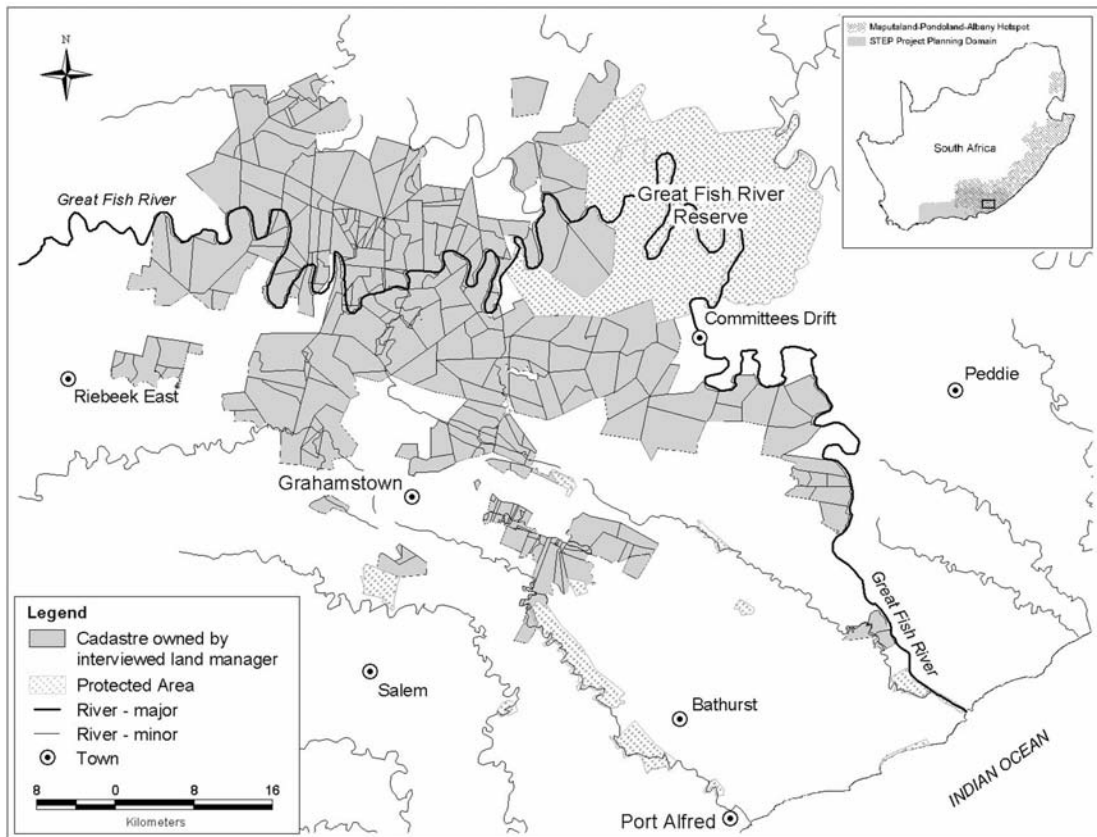 N
Maputaland-Pondoland-Albany Hotspot
STEP Project Planning Domain
South Africa
Great Fish River
Great Fish River
Reserve
Committees Drift
Peddie
Riebeek East
Grahamstown
Great Fish River
Salem
Bathurst
INDIAN OCEAN
Port Alfred
Legend
Cadastre owned by
interviewed land manager
Protected Area
River - major
River - minor
Town
8 0 8 16
Kilometers